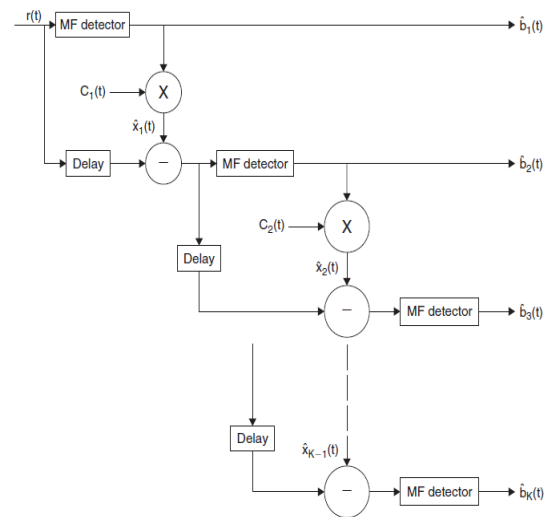 r(t)
MF detector
b̂₁(t)
C₁(t)
X
x̂₁(t)
Delay
−
MF detector
b̂₂(t)
C₂(t)
X
Delay
x̂₂(t)
−
MF detector
b̂₃(t)
Delay
x̂K−1(t)
−
MF detector
b̂K(t)